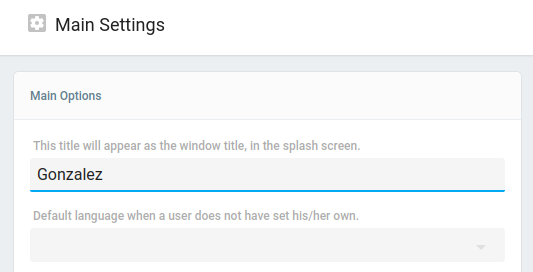 Main Settings
Main Options
This title will appear as the window title, in the splash screen.
Gonzalez
Default language when a user does not have set his/her own.